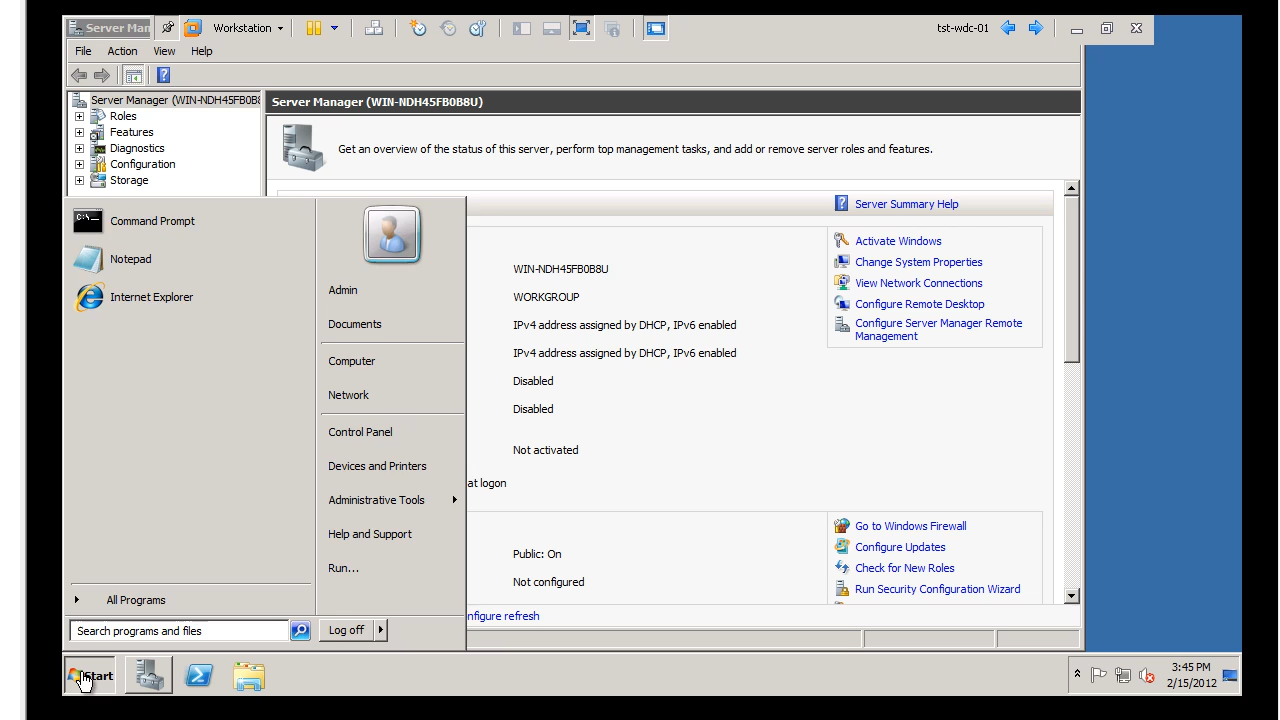 Server Man
Workstation
tst-wdc-01
File Action View Help
Server Manager (WIN-NDH45FB0B8
Roles
Features
Diagnostics
Configuration
Storage
Server Manager (WIN-NDH45FB0B8U)
Get an overview of the status of this server, perform top management tasks, and add or remove server roles and features.
Server Summary Help
WIN-NDH45FB0B8U
WORKGROUP
IPv4 address assigned by DHCP, IPv6 enabled
IPv4 address assigned by DHCP, IPv6 enabled
Disabled
Disabled
Not activated
at logon
Activate Windows
Change System Properties
View Network Connections
Configure Remote Desktop
Configure Server Manager Remote
Management
Public: On
Not configured
Go to Windows Firewall
Configure Updates
Check for New Roles
Run Security Configuration Wizard
nfigure refresh
Command Prompt
Notepad
Internet Explorer
All Programs
Search programs and files
Admin
Documents
Computer
Network
Control Panel
Devices and Printers
Administrative Tools
Help and Support
Run...
Log off
Start
3:45 PM
2/15/2012